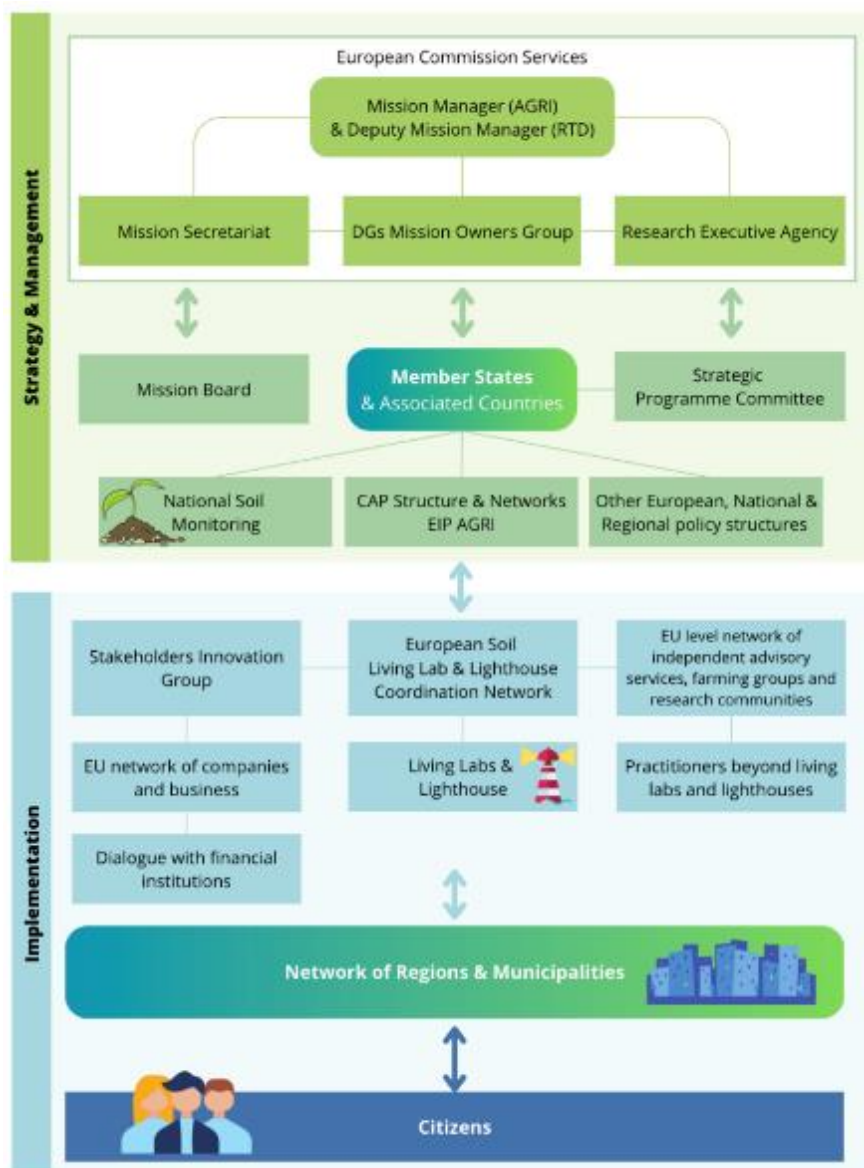 Strategy & Management
European Commission Services
Mission Manager (AGRI)
& Deputy Mission Manager (RTD)
Mission Secretariat
DGs Mission Owners Group
Research Executive Agency
Mission Board
Member States
& Associated Countries
Strategic
Programme Committee
National Soil
Monitoring
CAP Structure & Networks
EIP AGRI
Other European, National &
Regional policy structures
Implementation
Stakeholders Innovation
Group
European Soil
Living Lab & Lighthouse
Coordination Network
EU level network of
independent advisory
services, farming groups and
research communities
EU network of companies
and business
Living Labs &
Lighthouse
Practitioners beyond living
labs and lighthouses
Dialogue with financial
institutions
Network of Regions & Municipalities
Citizens